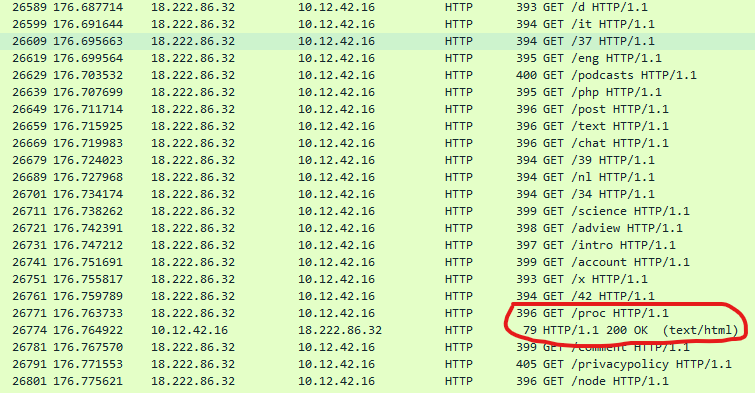 26589 176.687714 18.222.86.32 10.12.42.16 HTTP 393 GET /d HTTP/1.1
26599 176.691644 18.222.86.32 10.12.42.16 HTTP 394 GET /it HTTP/1.1
26609 176.695663 18.222.86.32 10.12.42.16 HTTP 394 GET /37 HTTP/1.1
26619 176.699564 18.222.86.32 10.12.42.16 HTTP 395 GET /eng HTTP/1.1
26629 176.703532 18.222.86.32 10.12.42.16 HTTP 400 GET /podcasts HTTP/1.1
26639 176.707699 18.222.86.32 10.12.42.16 HTTP 395 GET /php HTTP/1.1
26649 176.711714 18.222.86.32 10.12.42.16 HTTP 396 GET /post HTTP/1.1
26659 176.715925 18.222.86.32 10.12.42.16 HTTP 396 GET /text HTTP/1.1
26669 176.719983 18.222.86.32 10.12.42.16 HTTP 396 GET /chat HTTP/1.1
26679 176.724023 18.222.86.32 10.12.42.16 HTTP 394 GET /39 HTTP/1.1
26689 176.727968 18.222.86.32 10.12.42.16 HTTP 394 GET /nl HTTP/1.1
26701 176.734174 18.222.86.32 10.12.42.16 HTTP 394 GET /34 HTTP/1.1
26711 176.738262 18.222.86.32 10.12.42.16 HTTP 399 GET /science HTTP/1.1
26721 176.742391 18.222.86.32 10.12.42.16 HTTP 398 GET /adview HTTP/1.1
26731 176.747212 18.222.86.32 10.12.42.16 HTTP 397 GET /intro HTTP/1.1
26741 176.751691 18.222.86.32 10.12.42.16 HTTP 399 GET /account HTTP/1.1
26751 176.755817 18.222.86.32 10.12.42.16 HTTP 393 GET /x HTTP/1.1
26761 176.759789 18.222.86.32 10.12.42.16 HTTP 394 GET /42 HTTP/1.1
26771 176.763733 18.222.86.32 10.12.42.16 HTTP 396 GET /proc HTTP/1.1
26774 176.764922 10.12.42.16 18.222.86.32 HTTP 79 HTTP/1.1 200 OK (text/html)
26781 176.767570 18.222.86.32 10.12.42.16 HTTP 399 GET /comment HTTP/1.1
26791 176.771553 18.222.86.32 10.12.42.16 HTTP 405 GET /privacypolicy HTTP/1.1
26801 176.775621 18.222.86.32 10.12.42.16 HTTP 396 GET /node HTTP/1.1